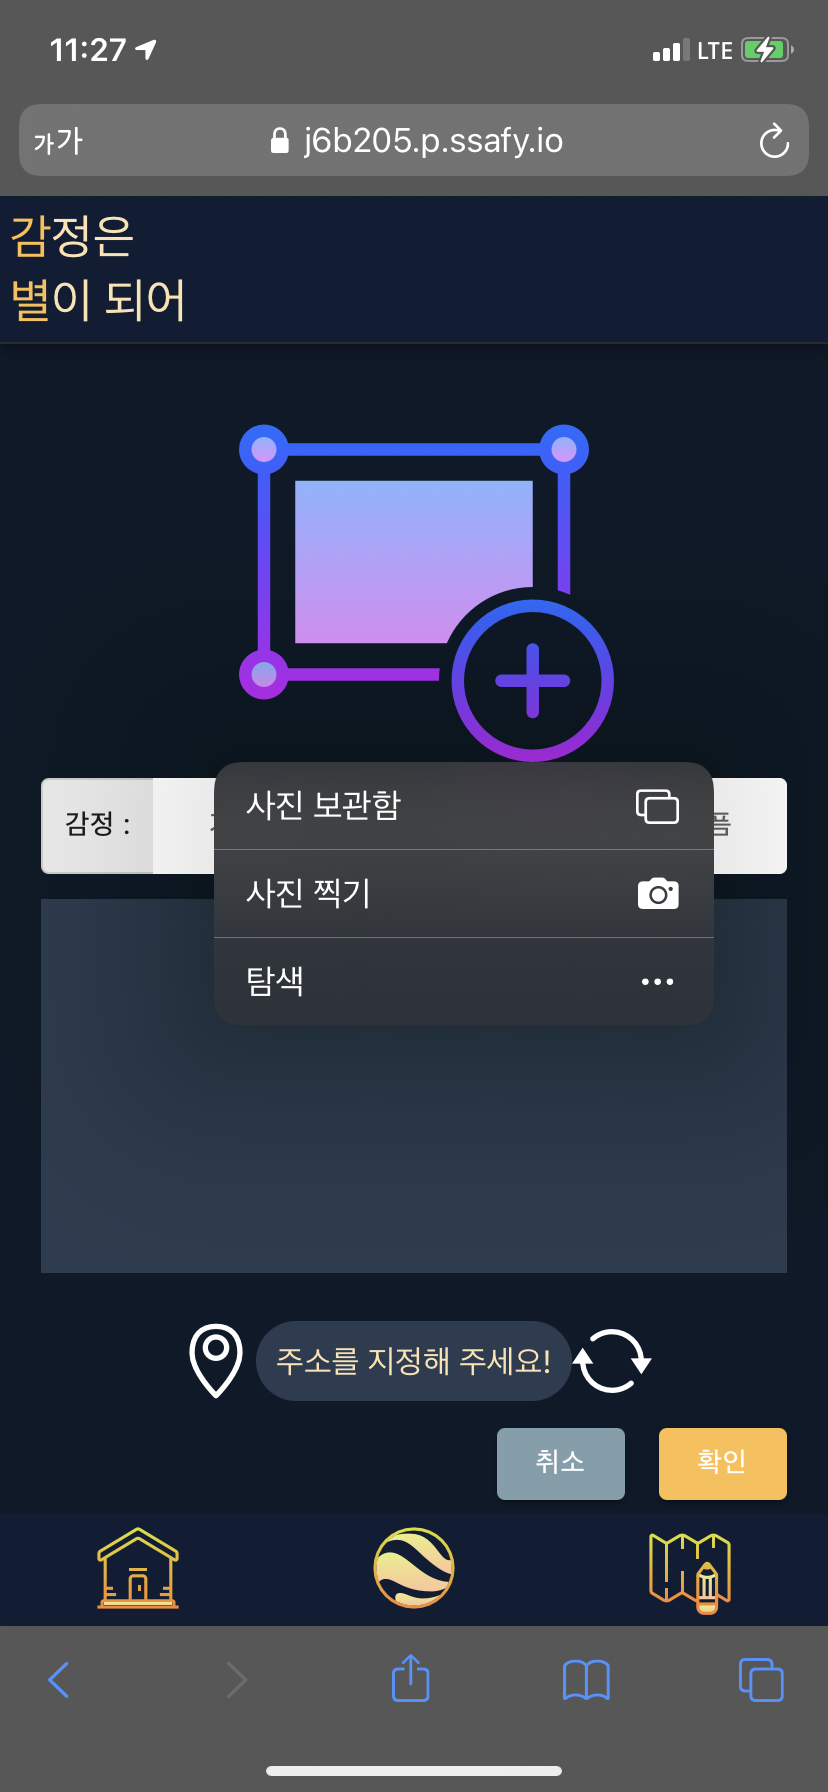 11:27
LTE
가가
j6b205.p.ssafy.io
감정은
별이 되어
사진 보관함
감정 :
사진 찍기
탐색
주소를 지정해 주세요!
취소
확인